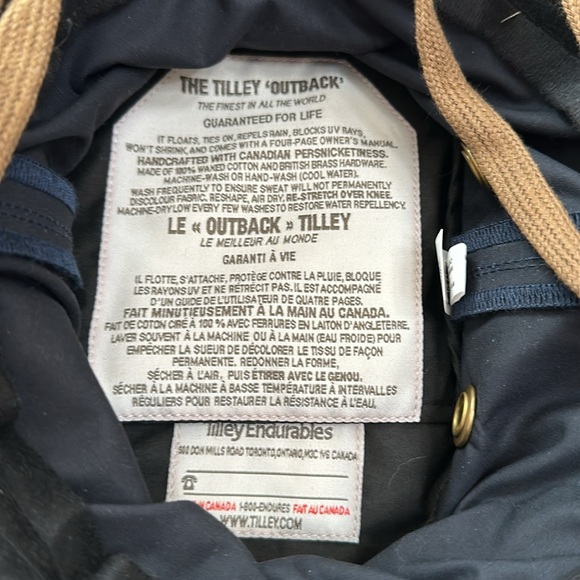 THE TILLEY 'OUTBACK'
THE FINEST IN ALL THE WORLD
GUARANTEED FOR LIFE
IT FLOATS, TIES ON, REPELS RAIN, BLOCKS UV RAYS,
WON'T SHRINK, AND COMES WITH A FOUR-PAGE OWNER'S MANUAL.
HANDCRAFTED WITH CANADIAN PERSNICKETINESS.
MADE OF 100% WAXED COTTON AND BRITISH BRASS HARDWARE.
MACHINE-WASH OR HAND-WASH (COOL WATER).
WASH FREQUENTLY TO ENSURE SWEAT WILL NOT PERMANENTLY
DISCOLOUR FABRIC. RESHAPE, AIR DRY, RE-STRETCH OVER KNEE.
MACHINE-DRY LOW EVERY FEW WASHES TO RESTORE WATER REPELLENCY.
LE « OUTBACK » TILLEY
LE MEILLEUR AU MONDE
GARANTI À VIE
IL FLOTTE, S'ATTACHE, PROTÈGE CONTRE LA PLUIE, BLOQUE
LES RAYONS UV ET NE RÉTRÉCIT PAS. IL EST ACCOMPAGNÉ
D'UN GUIDE DE L'UTILISATEUR DE QUATRE PAGES.
FAIT MINUTIEUSEMENT À LA MAIN AU CANADA.
FAIT DE COTON CIRÉ À 100 % AVEC FERRURES EN LAITON D'ANGLETERRE.
LAVER SOUVENT À LA MACHINE OU À LA MAIN (EAU FROIDE) POUR
EMPÊCHER LA SUEUR DE DÉCOLORER LE TISSU DE FAÇON
PERMANENTE. REDONNER LA FORME,
SÉCHER À L'AIR, PUIS ÉTIRER AVEC LE GENOU.
SÉCHER À LA MACHINE À BASSE TEMPÉRATURE À INTERVALLES
RÉGULIERS POUR RESTAURER LA RÉSISTANCE À L'EAU.
Tilley Endurables
900 DON MILLS ROAD TORONTO, ONTARIO, M3C 1V6 CANADA
CANADA 1-800-ENDURES FAIT AU CANADA
WWW.TILLEY.COM